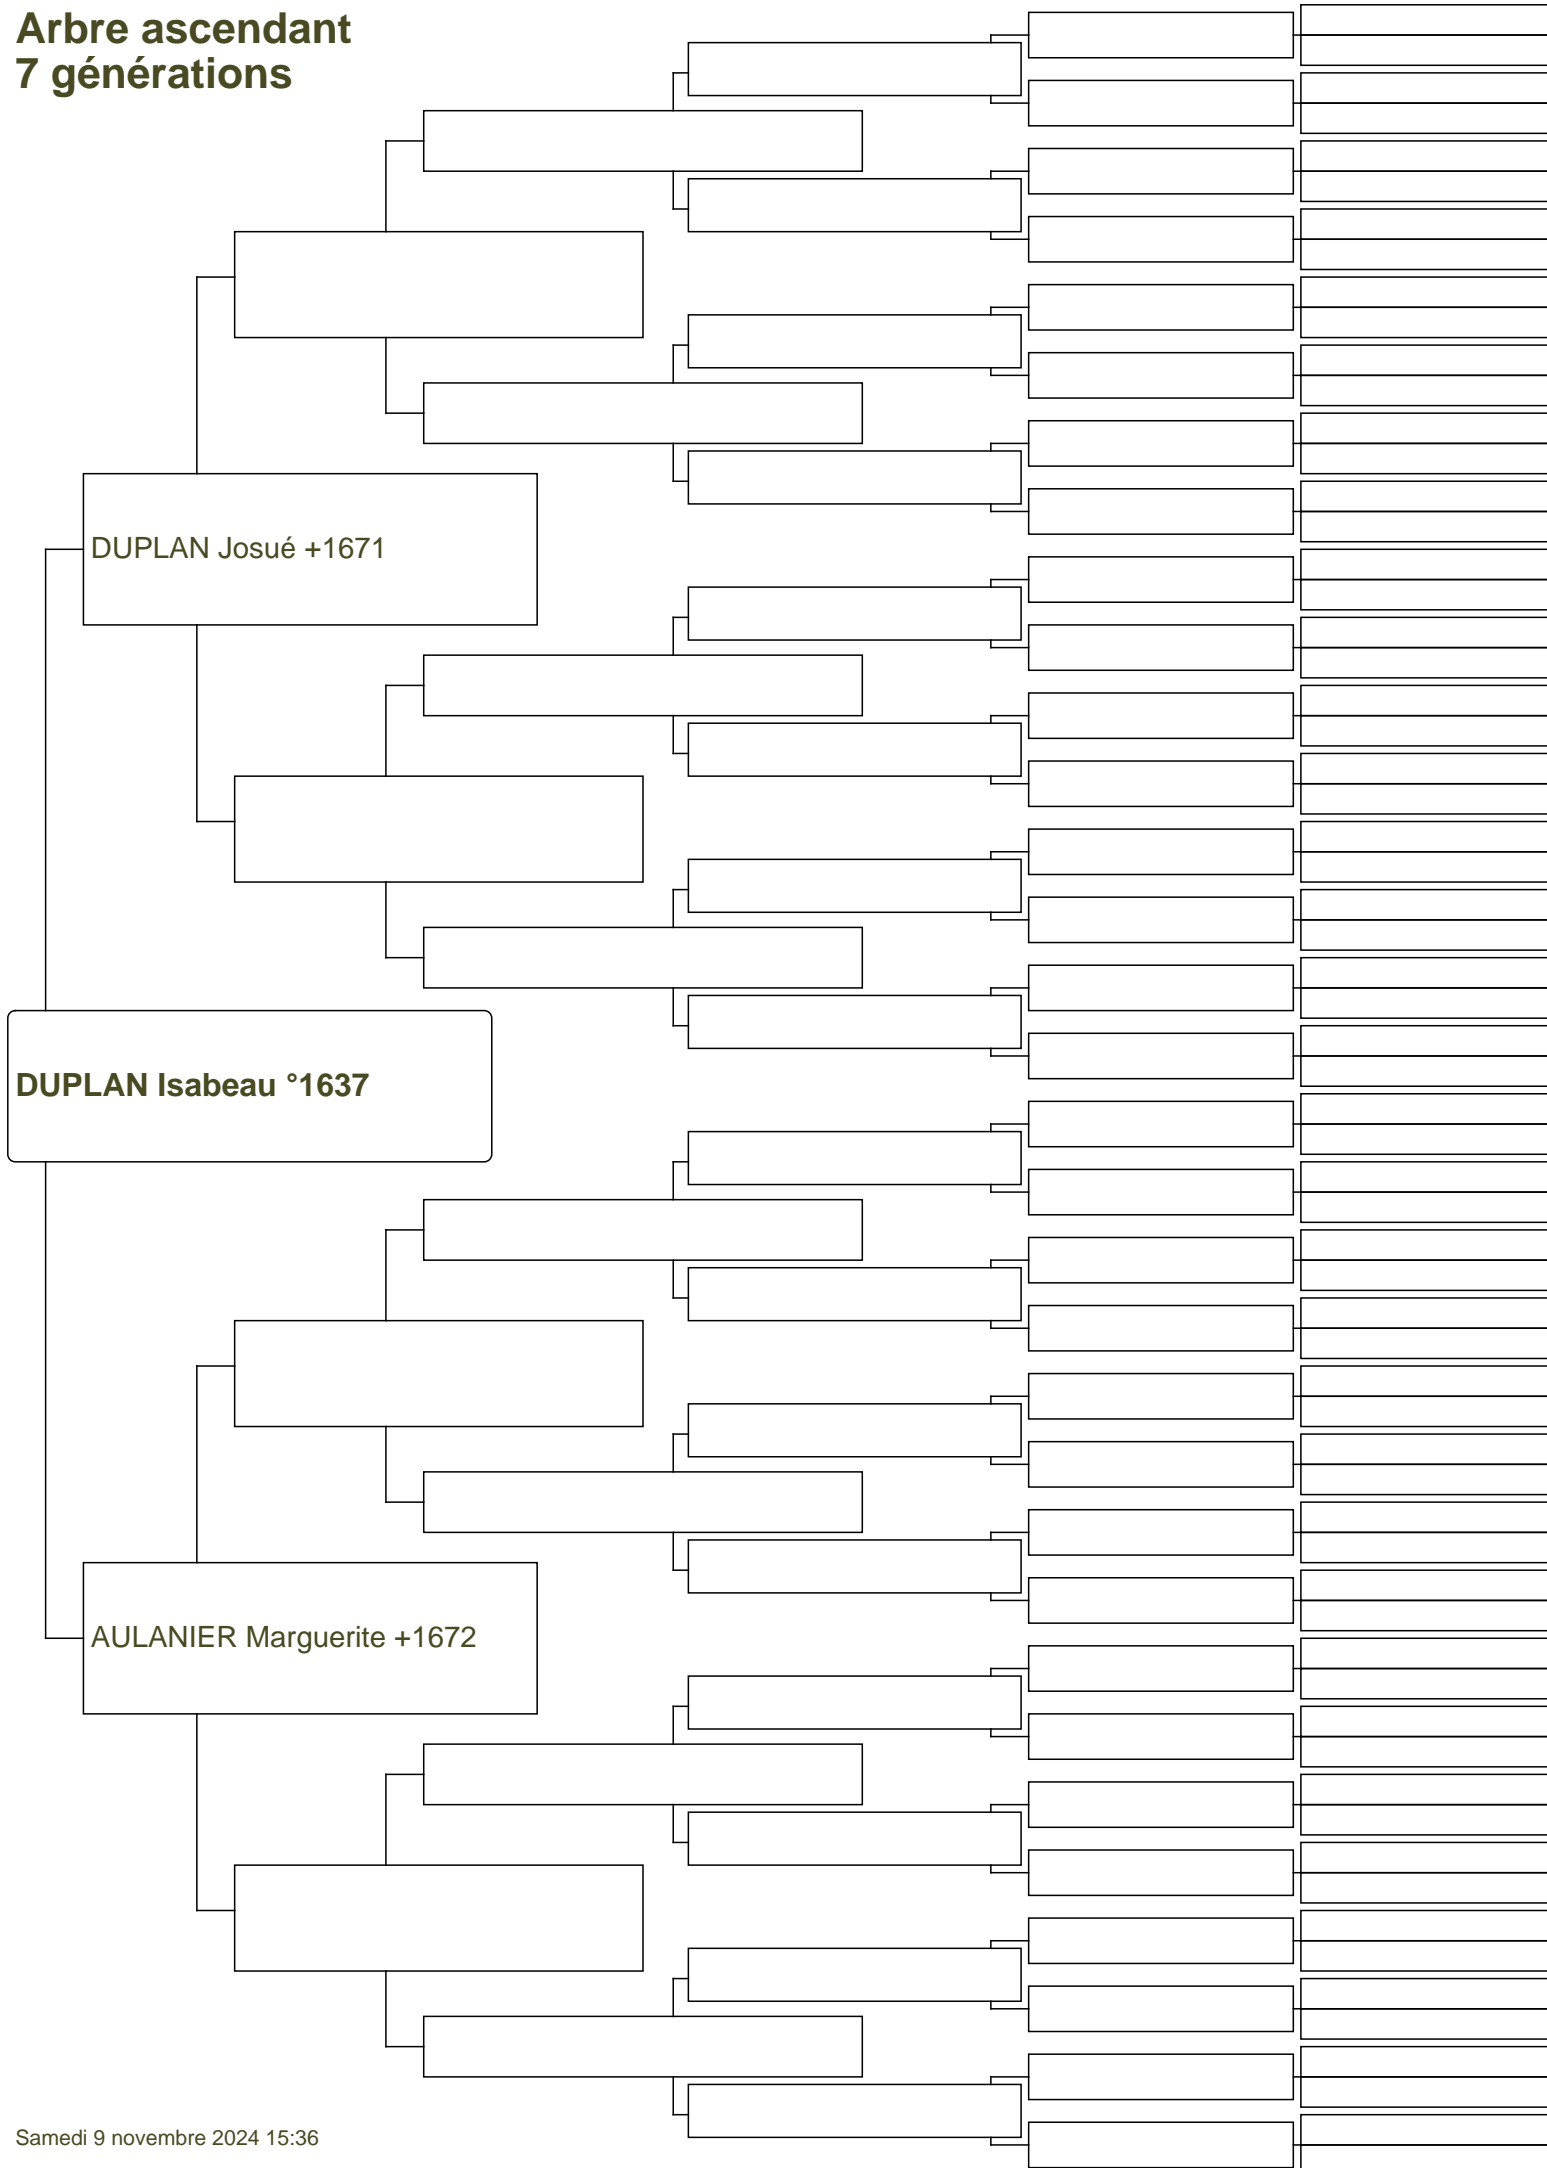 Arbre ascendant
7 générations
DUPLAN Josué +1671
DUPLAN Isabeau °1637
AULANIER Marguerite +1672
Samedi 9 novembre 2024 15:36